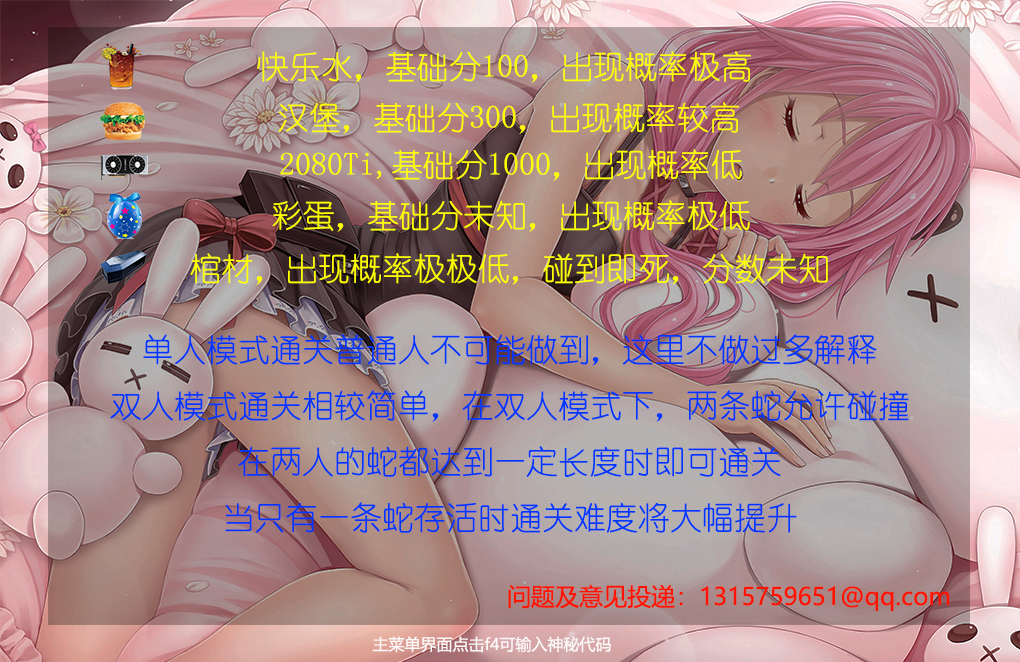 快乐水，基础分100，出现概率极高
汉堡，基础分300，出现概率较高
2080Ti,基础分1000，出现概率低
彩蛋，基础分未知，出现概率极低
棺材，出现概率极极低，碰到即死，分数未知
单人模式通关普通人不可能做到，这里不做过多解释
双人模式通关相较简单，在双人模式下，两条蛇允许碰撞
在两人的蛇都达到一定长度时即可通关
当只有一条蛇存活时通关难度将大幅提升
问题及意见投递：1315759651@qq.com
主菜单界面点击f4可输入神秘代码